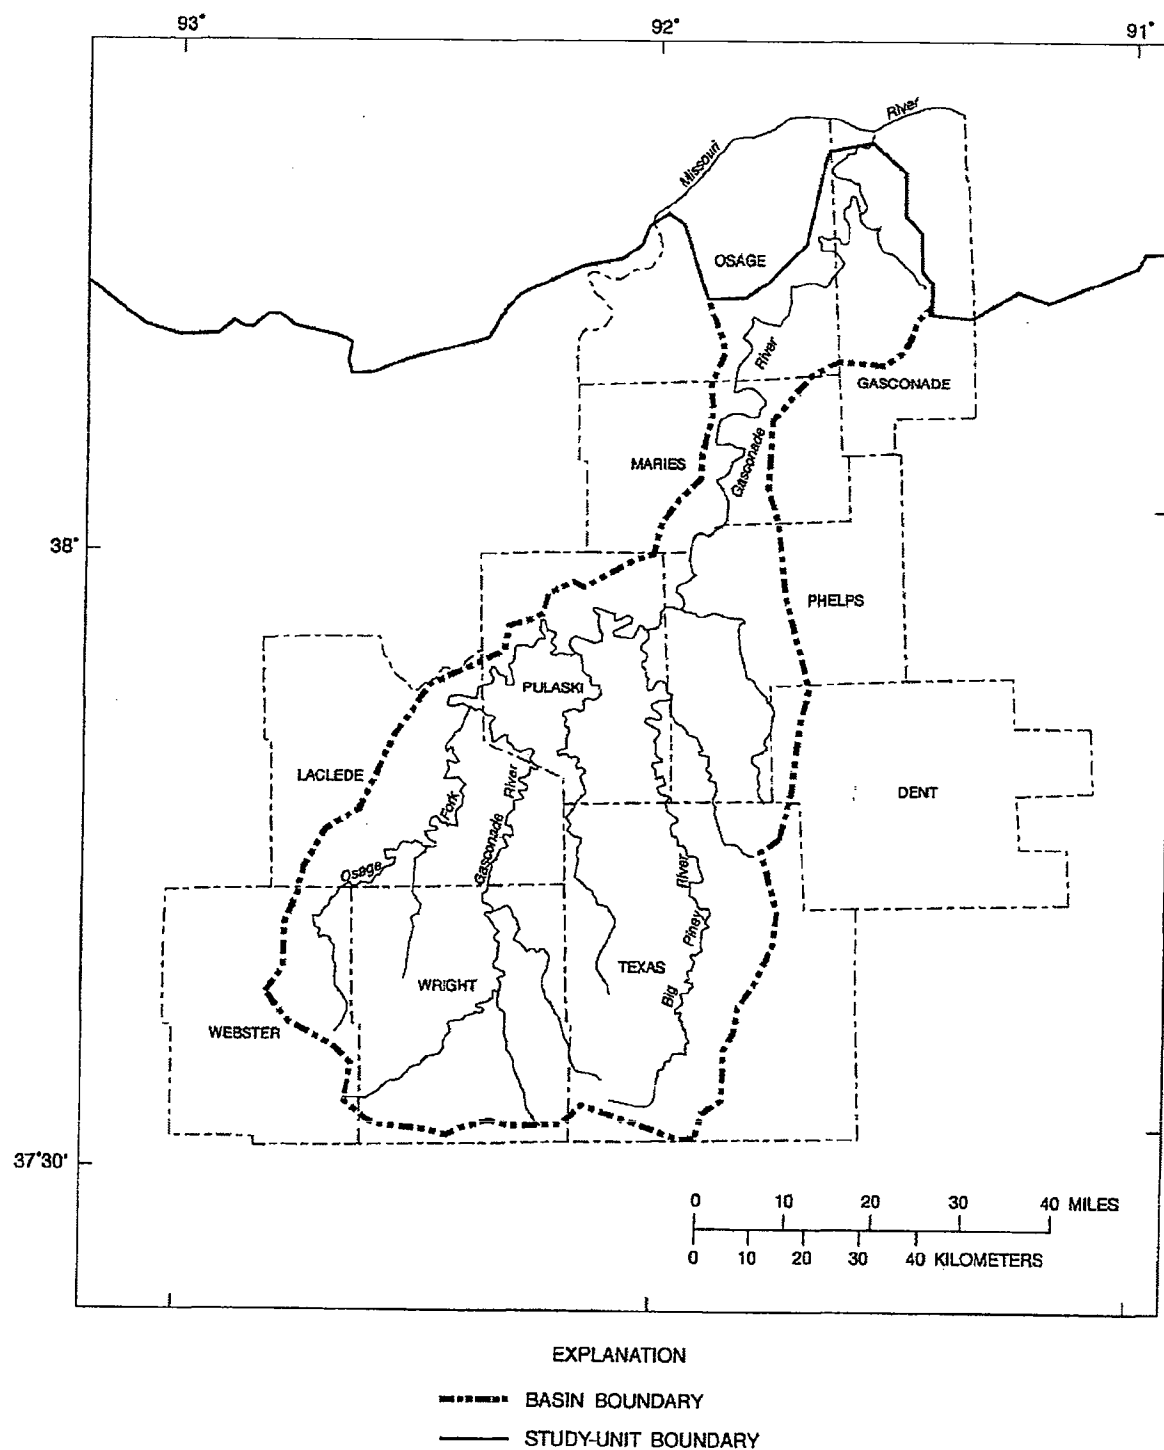 93° 92° 91°
River
Missouri
OSAGE
River
GASCONADE
Gasconade
MARIES
38°
PHELPS
PULASKI
LACLEDE
River
DENT
Fork
Gasconade
Osage
River
Piney
TEXAS
WRIGHT
Big
WEBSTER
37°30'
0 10 20 30 40 MILES
0 10 20 30 40 KILOMETERS
EXPLANATION
BASIN BOUNDARY
STUDY-UNIT BOUNDARY